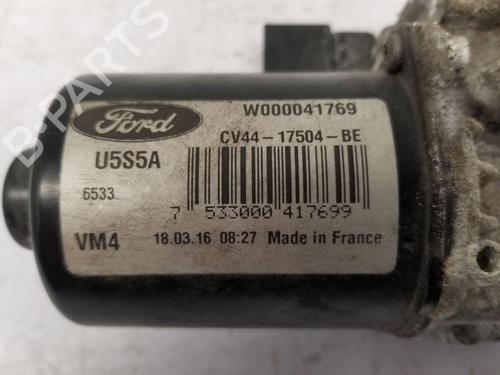 B-PARTS
Ford
W000041769
CV44-17504-BE
U5S5A
6533
7 533000 417699
VM4
18.03.16 08:27 Made in France